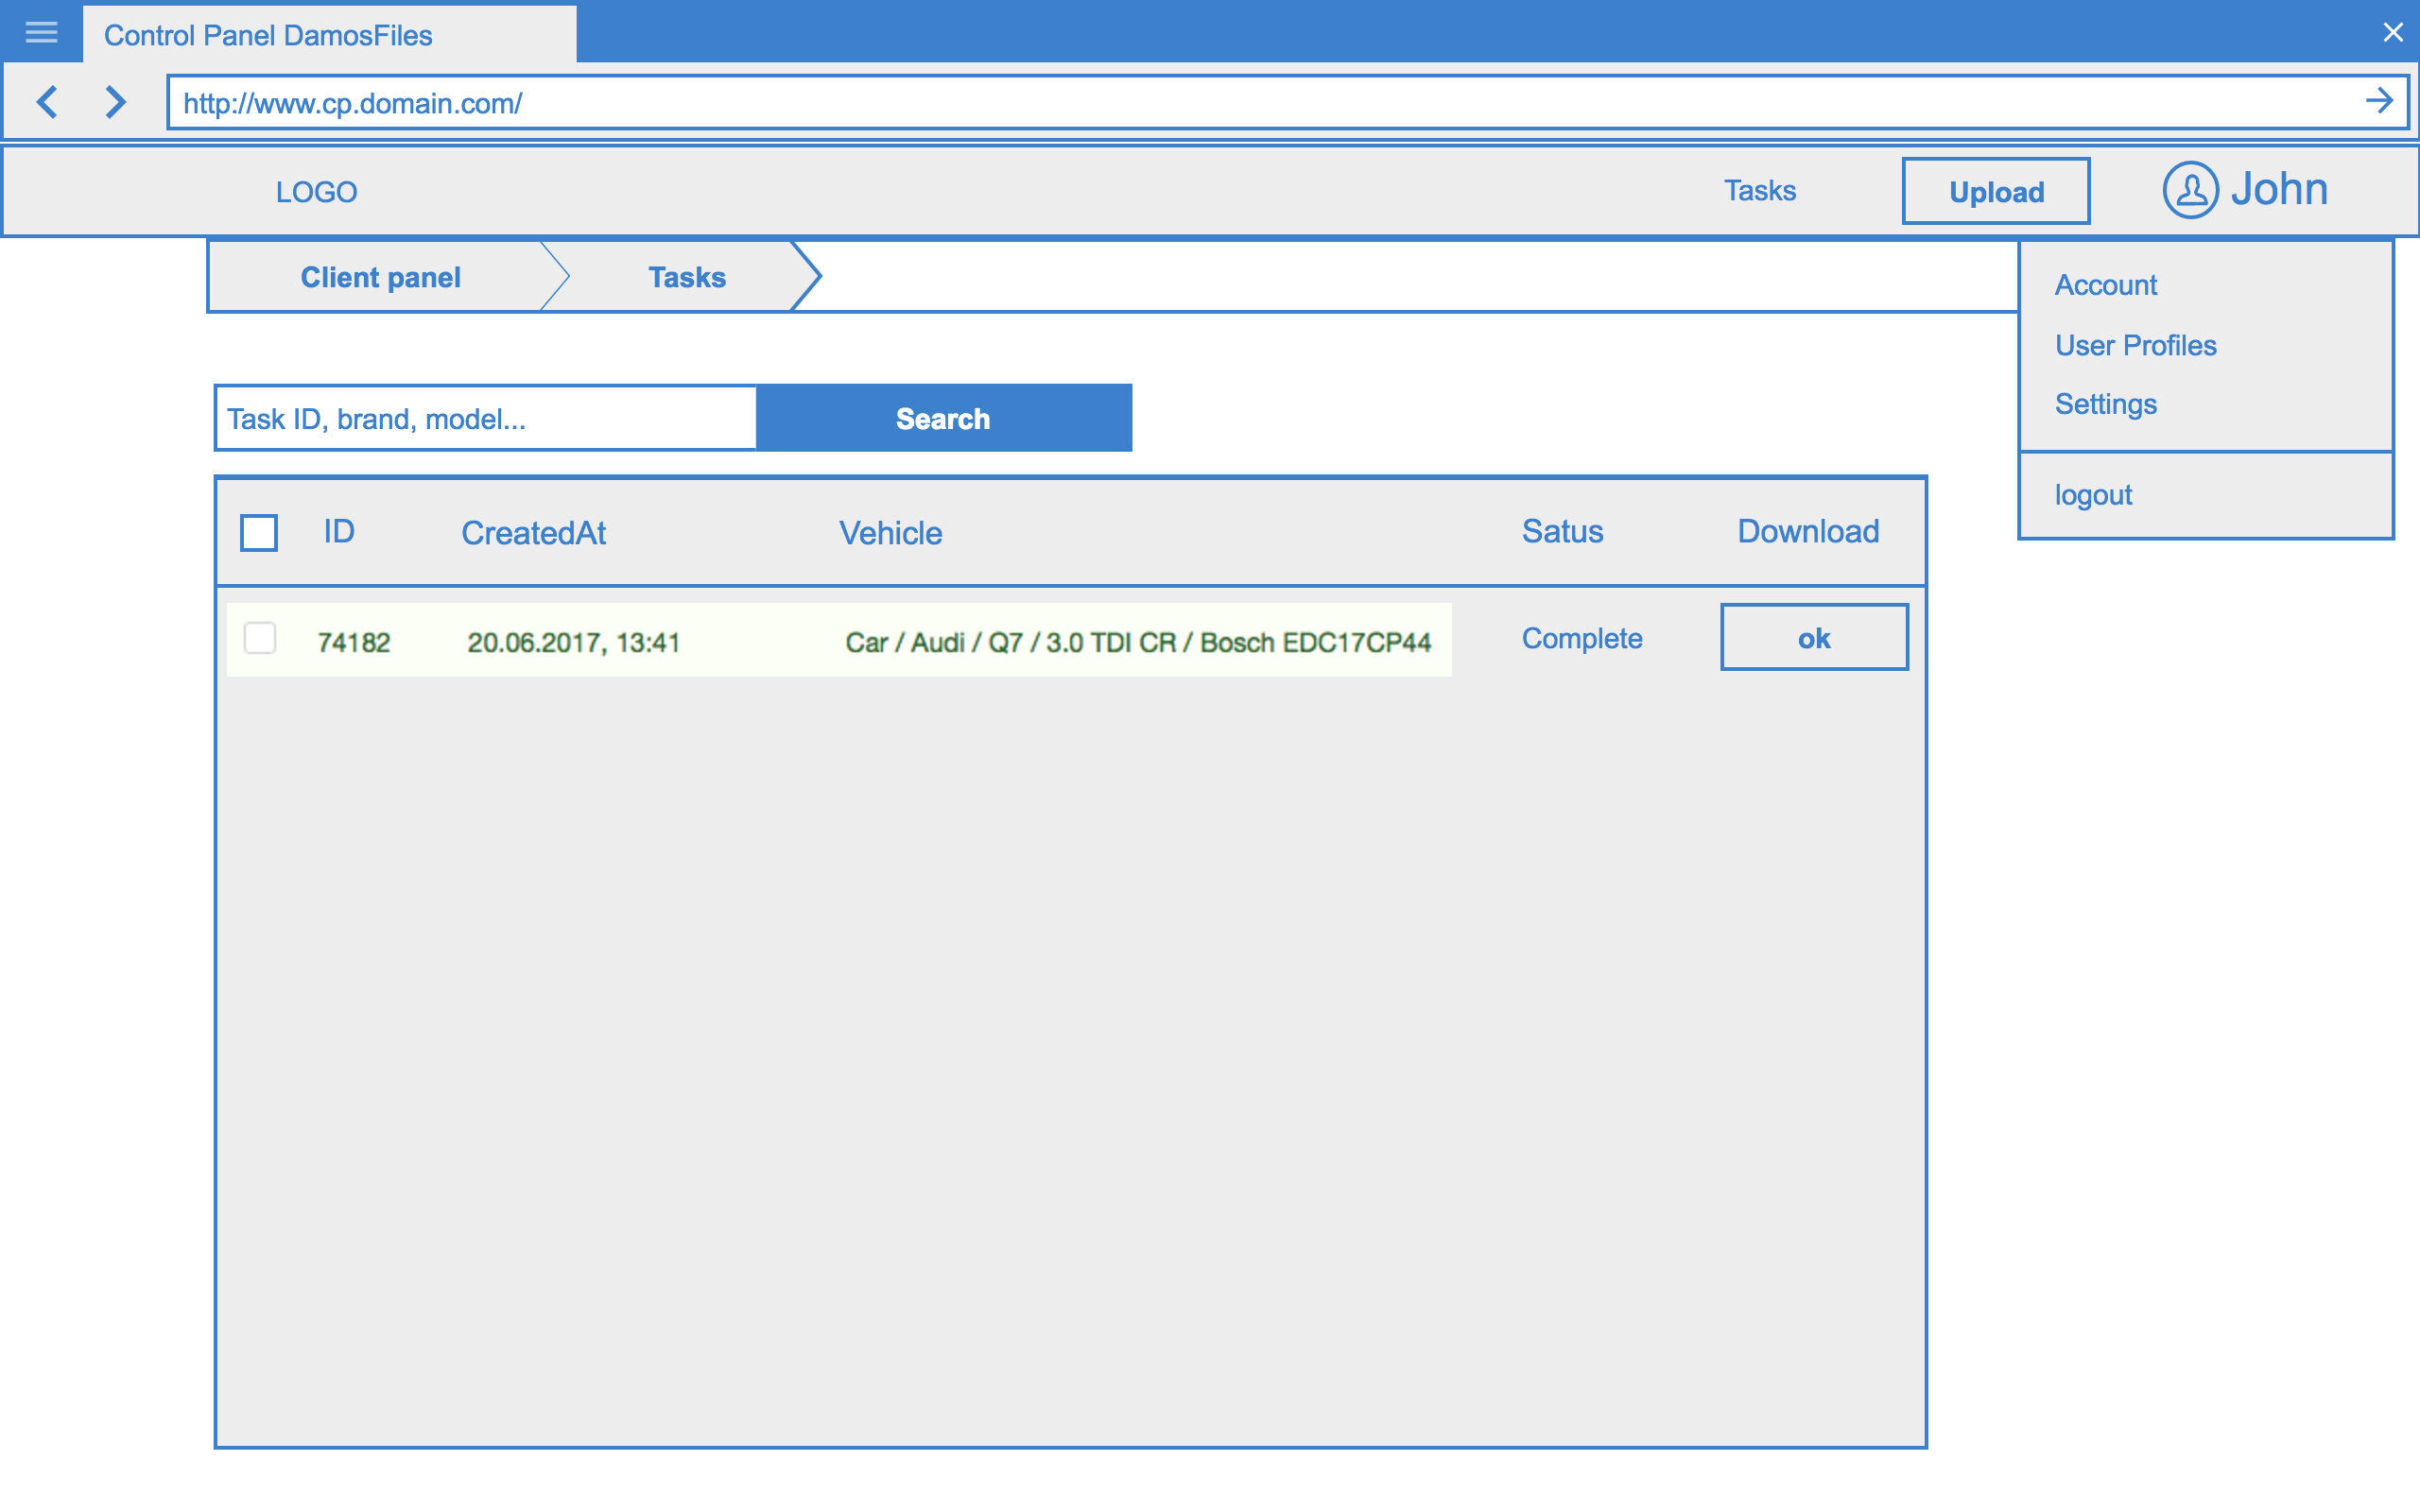 Control Panel DamosFiles
http://www.cp.domain.com/
LOGO
Tasks
Upload
John
Client panel
Tasks
Account
User Profiles
Settings
logout
Task ID, brand, model...
Search
ID
CreatedAt
Vehicle
Satus
Download
74182
20.06.2017, 13:41
Car / Audi / Q7 / 3.0 TDI CR / Bosch EDC17CP44
Complete
ok